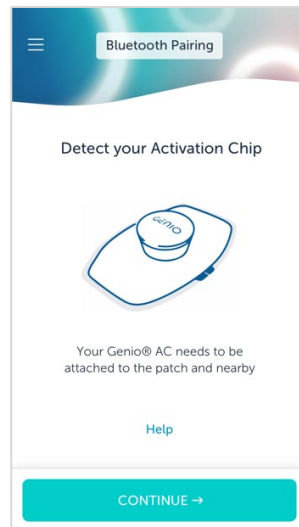 Bluetooth Pairing
Detect your Activation Chip
GENIO
Your Genio® AC needs to be
attached to the patch and nearby
Help
CONTINUE →